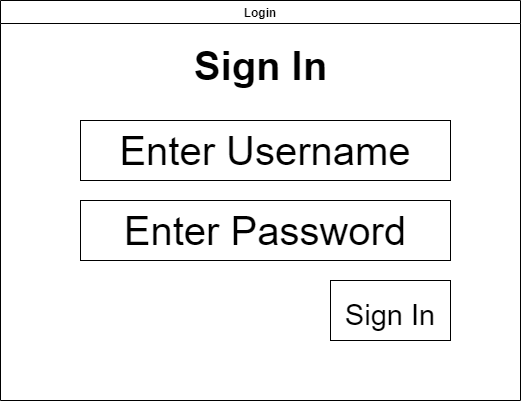 Login
Sign In
Enter Username
Enter Password
Sign In